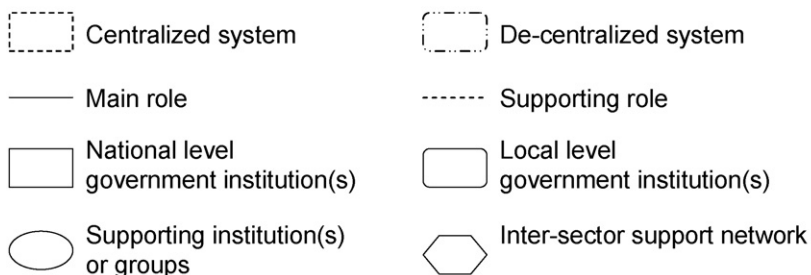 Centralized system
De-centralized system
Main role
Supporting role
National level
government institution(s)
Local level
government institution(s)
Supporting institution(s)
or groups
Inter-sector support network